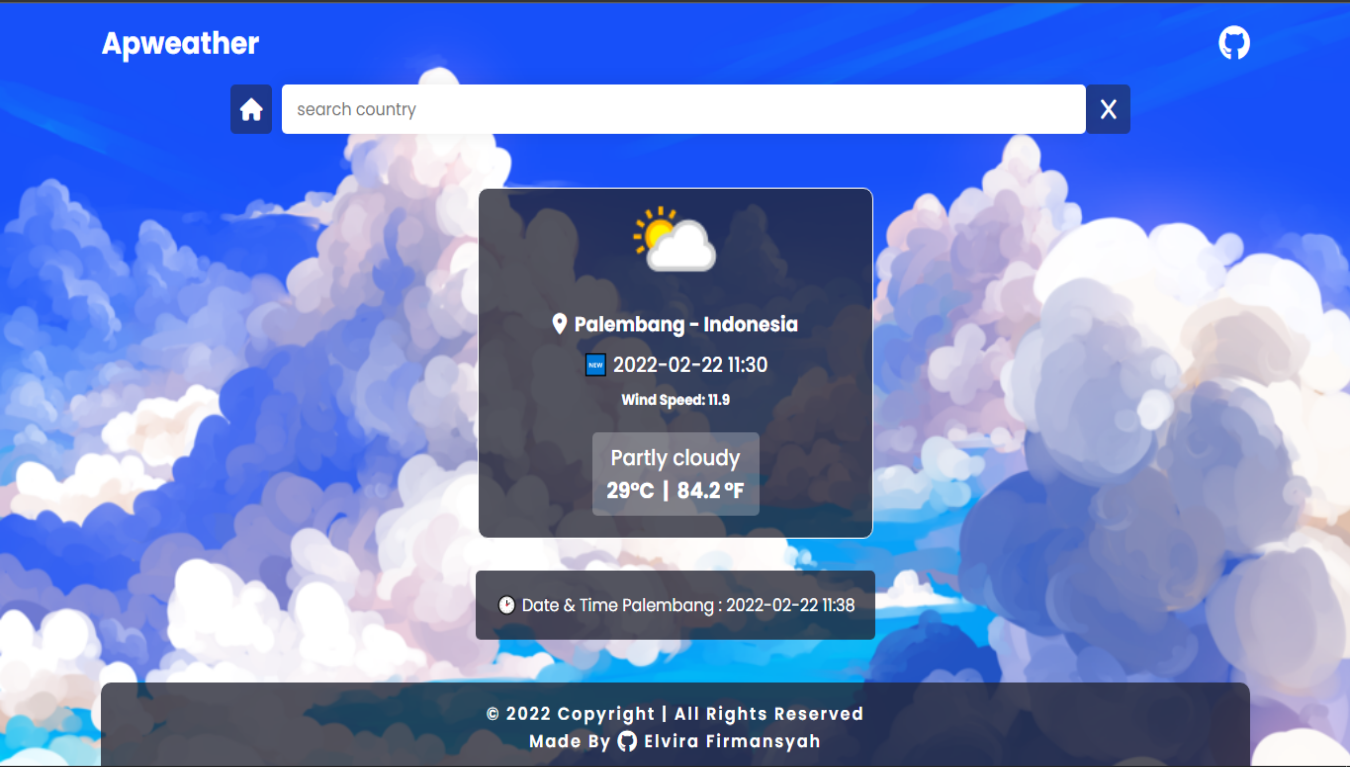 Apweather
search country
X
Palembang - Indonesia
NEW 2022-02-22 11:30
Wind Speed: 11.9
Partly cloudy
29°C | 84.2 °F
Date & Time Palembang : 2022-02-22 11:38
© 2022 Copyright | All Rights Reserved
Made By Elvira Firmansyah